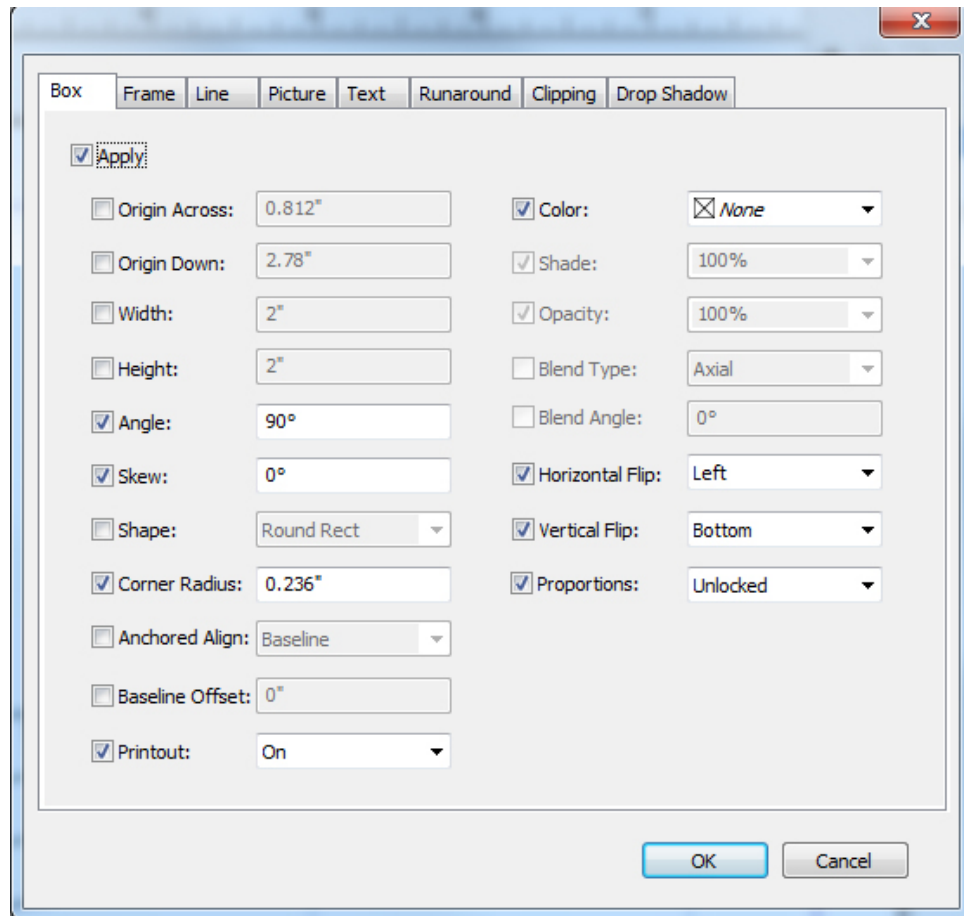 Box Frame Line Picture Text Runaround Clipping Drop Shadow
Apply
Origin Across: 0.812"
Origin Down: 2.78"
Width: 2"
Height: 2"
Angle: 90°
Skew: 0°
Shape: Round Rect
Corner Radius: 0.236"
Anchored Align: Baseline
Baseline Offset: 0"
Printout: On
Color: None
Shade: 100%
Opacity: 100%
Blend Type: Axial
Blend Angle: 0°
Horizontal Flip: Left
Vertical Flip: Bottom
Proportions: Unlocked
OK Cancel